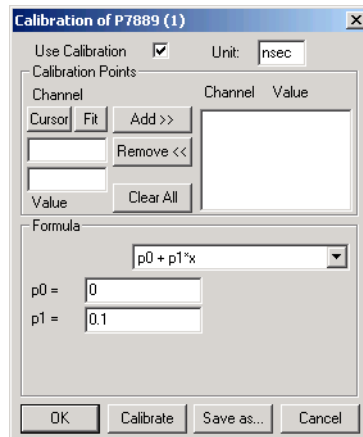 Calibration of P7889 (1)
Use Calibration Unit: nsec
Calibration Points
Channel Channel Value
Cursor Fit Add >>
Remove <<
Clear All
Value
Formula
p0 + p1*x
p0 = 0
p1 = 0.1
OK Calibrate Save as... Cancel